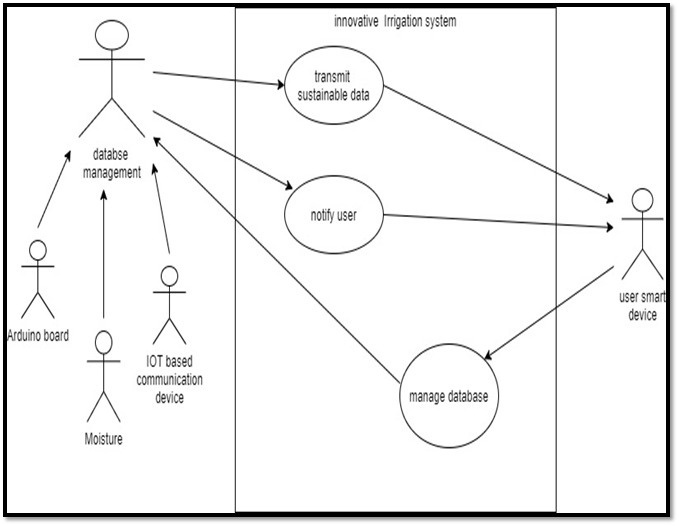 innovative Irrigation system
transmit
sustainable data
databse
management
notify user
user smart
device
Arduino board
IOT based
communication
device
manage database
Moisture